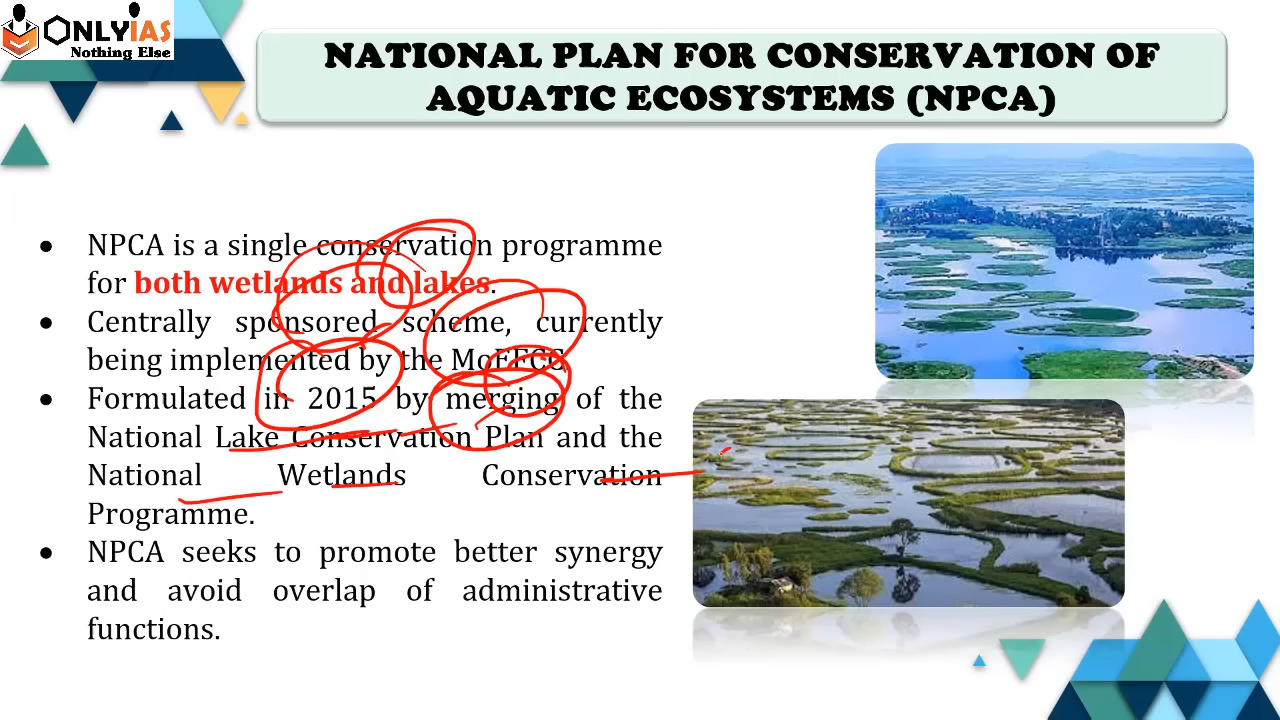 ONLYIAS
Nothing Else
NATIONAL PLAN FOR CONSERVATION OF
AQUATIC ECOSYSTEMS (NPCA)
• NPCA is a single conservation programme
for both wetlands and lakes.
• Centrally sponsored scheme, currently
being implemented by the MoEFCC
• Formulated in 2015 by merging of the
National Lake Conservation Plan and the
National Wetlands Conservation
Programme.
• NPCA seeks to promote better synergy
and avoid overlap of administrative
functions.